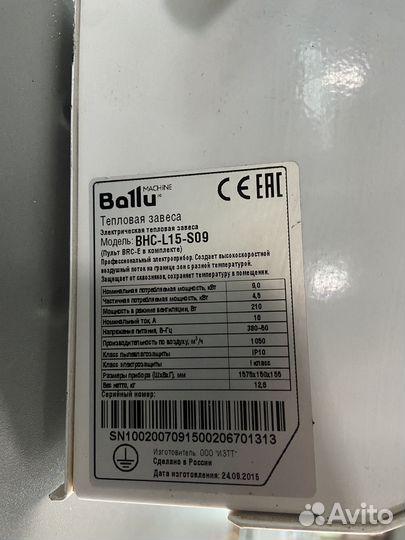 Ballu MACHINE
CE EAC
Тепловая завеса
Электрическая тепловая завеса
Модель: BHC-L15-S09
(Пульт BRC-E в комплекте)
Профессиональный электроприбор. Создает высокоскоростной
воздушный поток на границе зон с разной температурой.
Защищает от сквозняков, сохраняет температуру в помещении.
Номинальная потребляемая мощность, кВт 9,0
Частичная потребляемая мощность, кВт 4,5
Мощность в режиме вентиляции, Вт 210
Номинальный ток, А 16
Напряжение питания, В-Гц 380-50
Производительность по воздуху, м³/ч 1050
Класс пылевлагозащиты IP10
Класс электрозащиты I класс
Размеры прибора (ШхВхГ), мм 1575x150x155
Вес нетто, кг 12,6
Серийный номер:
SN1002007091500206701313
Изготовитель: ООО "ИЗТТ"
Сделано в России
Дата изготовления: 24.09.2015
Avito